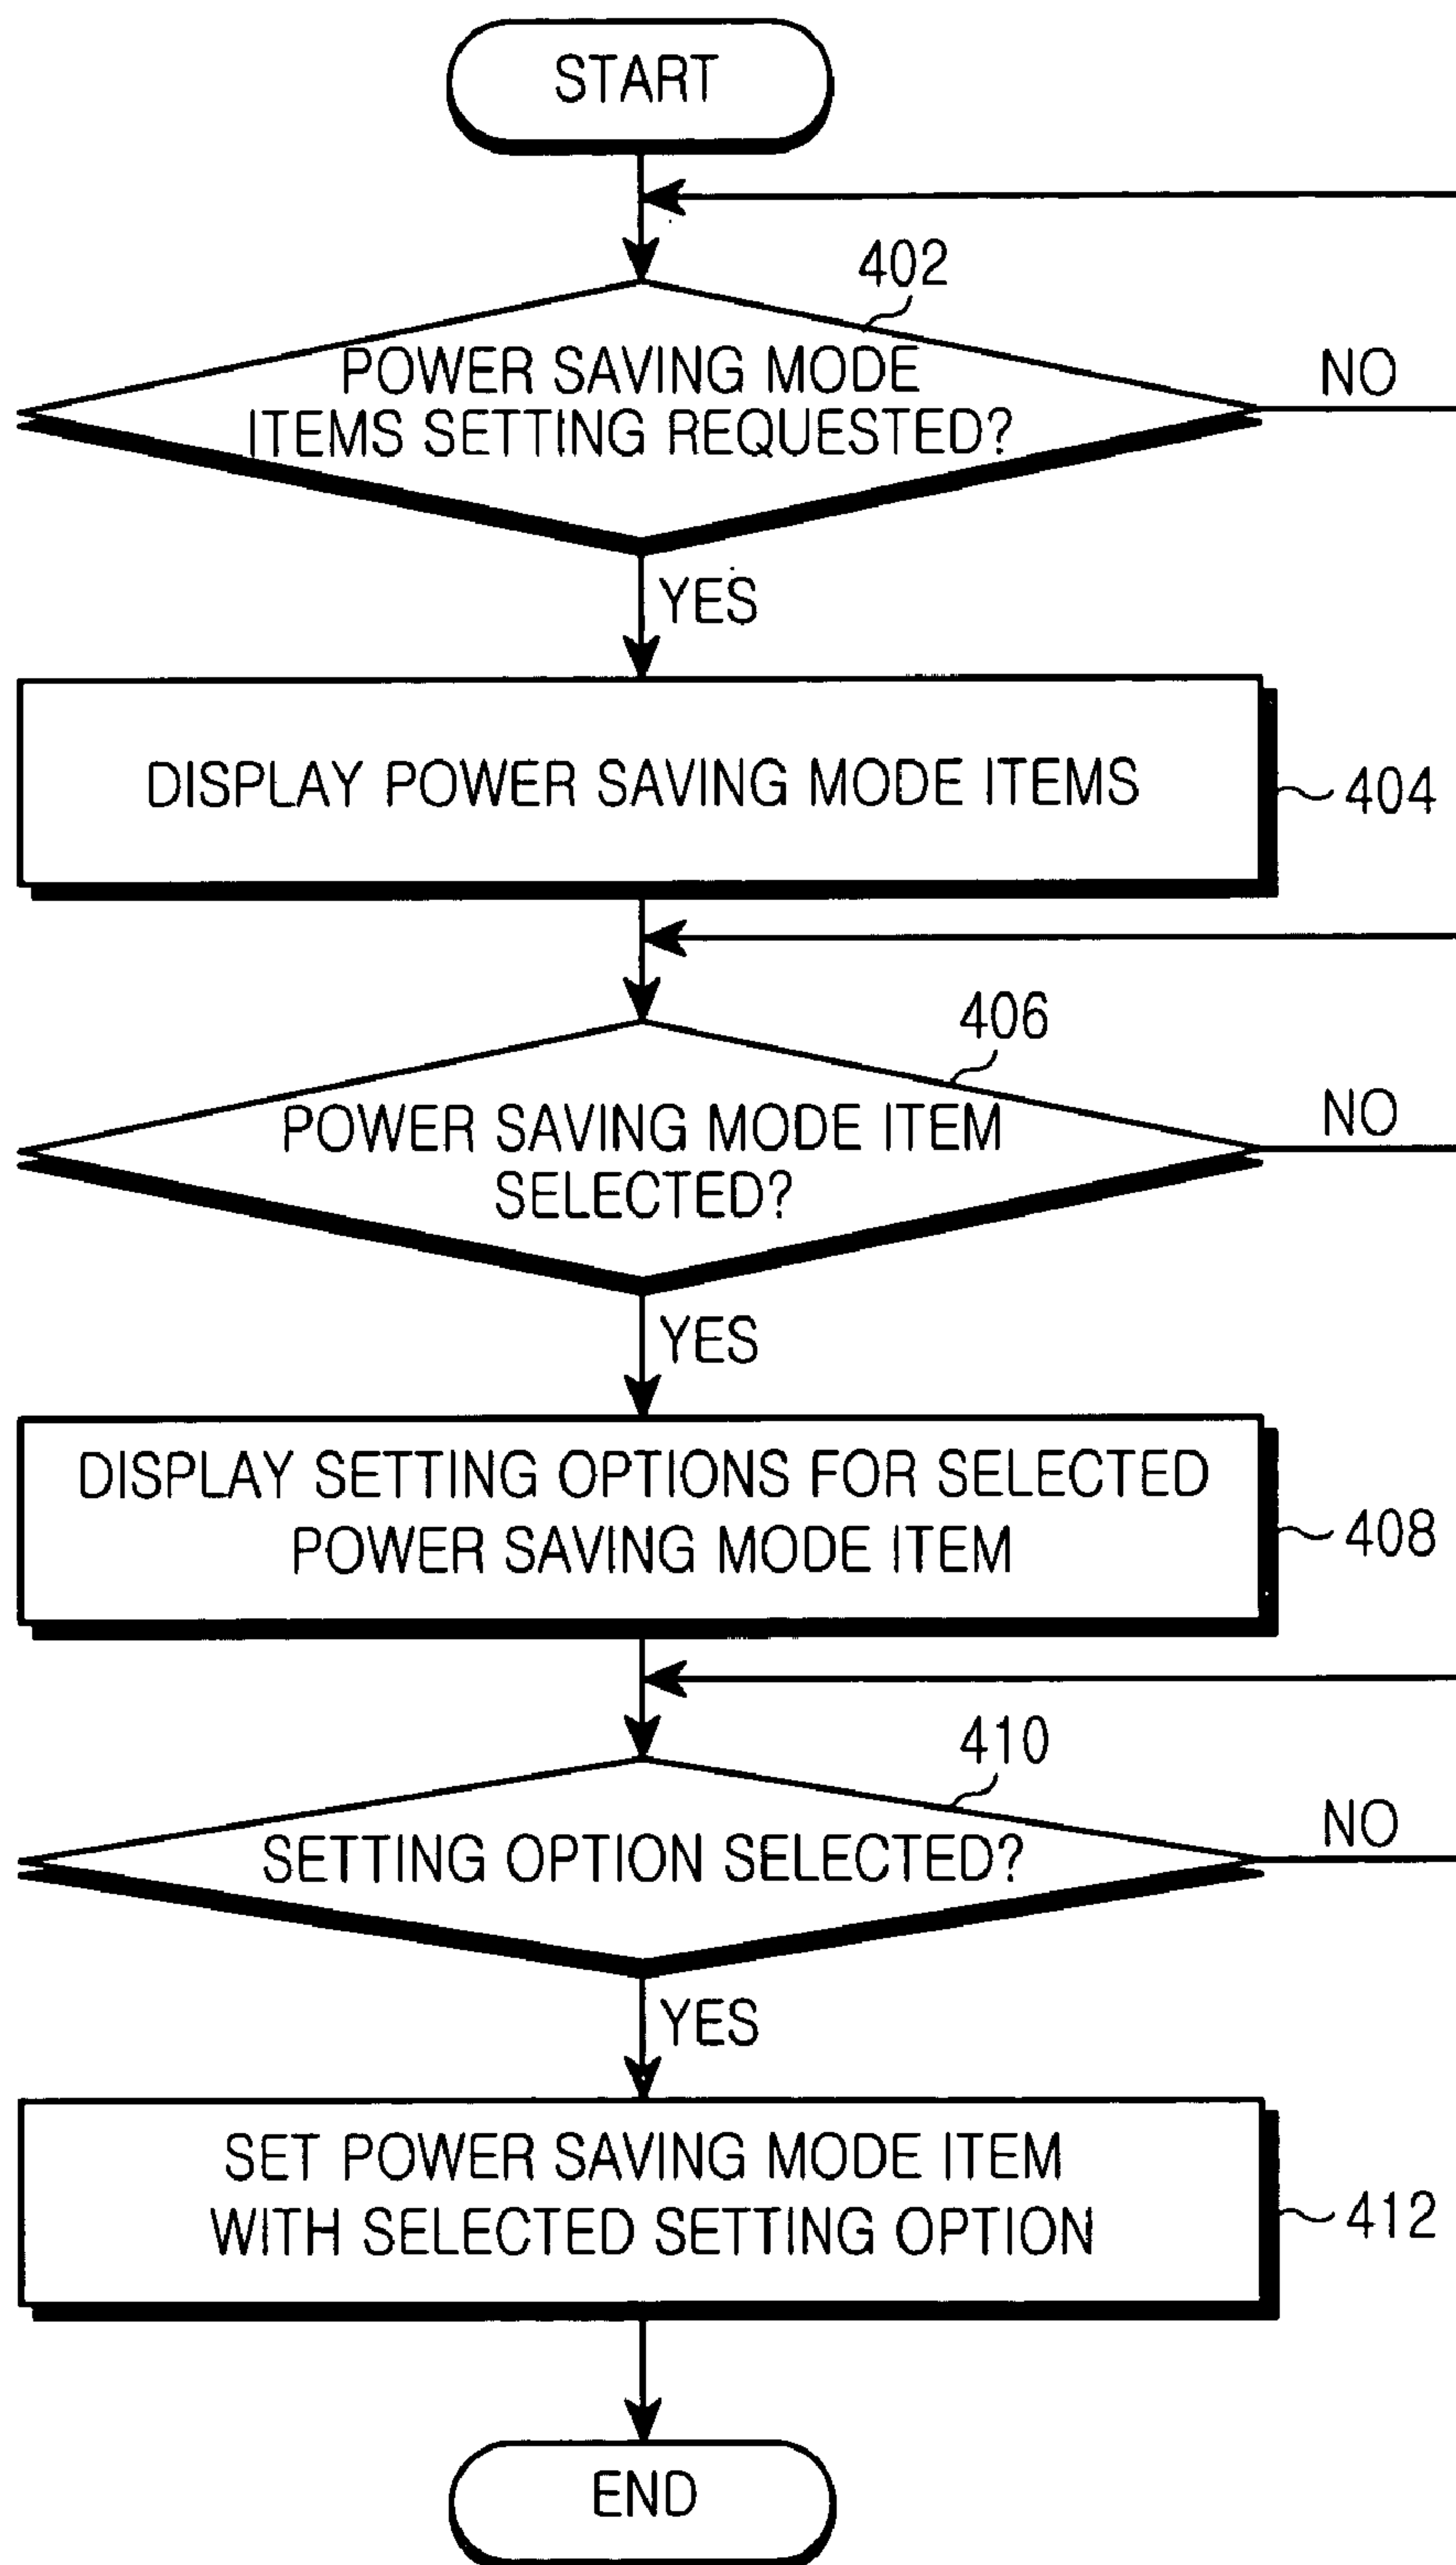 START
402
POWER SAVING MODE
ITEMS SETTING REQUESTED?
NO
YES
DISPLAY POWER SAVING MODE ITEMS
404
406
POWER SAVING MODE ITEM
SELECTED?
NO
YES
DISPLAY SETTING OPTIONS FOR SELECTED
POWER SAVING MODE ITEM
408
410
SETTING OPTION SELECTED?
NO
YES
SET POWER SAVING MODE ITEM
WITH SELECTED SETTING OPTION
412
END